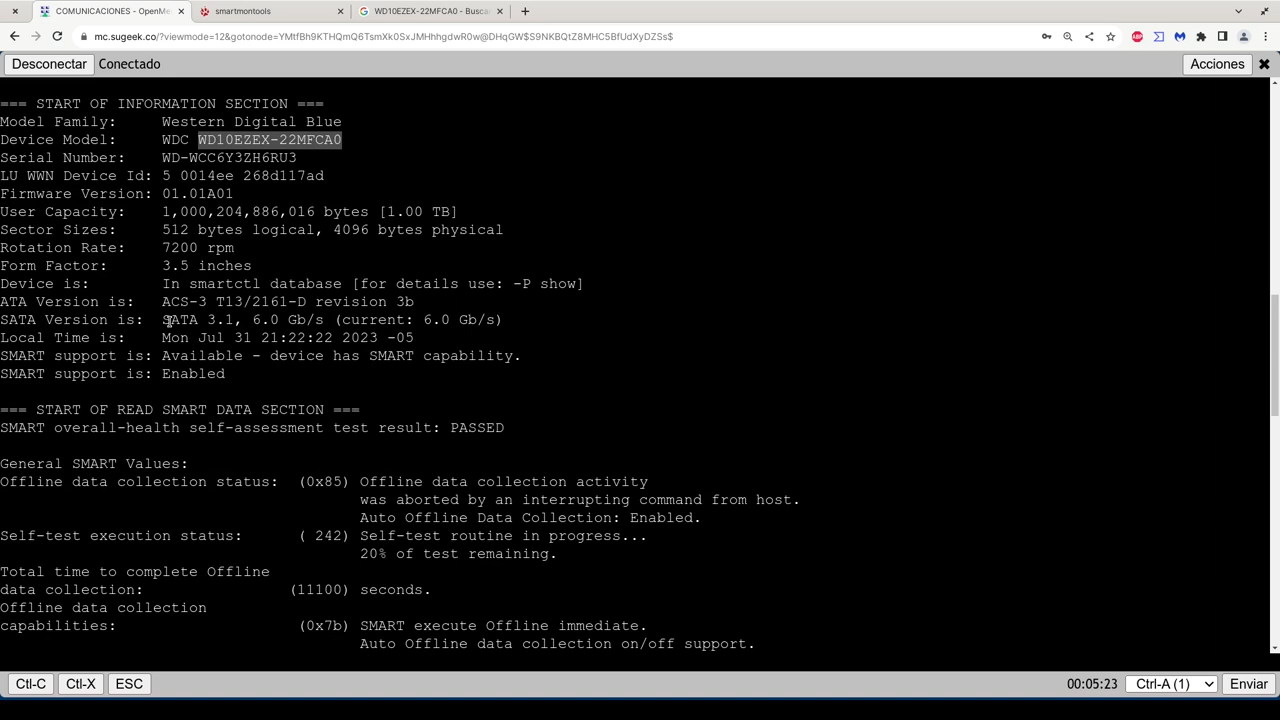 COMUNICACIONES - OpenMe
smartmontools
WD10EZEX-22MFCA0 - Busca
mc.sugeek.co/?viewmode=12&gotonode=YMtfBh9KTHQmQ6TsmXk0SxJMHhhgdwR0w@DHqGW$S9NKBQtZ8MHC5BfUdXyDZSs$
Desconectar Conectado Acciones
=== START OF INFORMATION SECTION ===
Model Family: Western Digital Blue
Device Model: WDC WD10EZEX-22MFCA0
Serial Number: WD-WCC6Y3ZH6RU3
LU WWN Device Id: 5 0014ee 268d117ad
Firmware Version: 01.01A01
User Capacity: 1,000,204,886,016 bytes [1.00 TB]
Sector Sizes: 512 bytes logical, 4096 bytes physical
Rotation Rate: 7200 rpm
Form Factor: 3.5 inches
Device is: In smartctl database [for details use: -P show]
ATA Version is: ACS-3 T13/2161-D revision 3b
SATA Version is: SATA 3.1, 6.0 Gb/s (current: 6.0 Gb/s)
Local Time is: Mon Jul 31 21:22:22 2023 -05
SMART support is: Available - device has SMART capability.
SMART support is: Enabled
=== START OF READ SMART DATA SECTION ===
SMART overall-health self-assessment test result: PASSED
General SMART Values:
Offline data collection status: (0x85) Offline data collection activity
was aborted by an interrupting command from host.
Auto Offline Data Collection: Enabled.
Self-test execution status: ( 242) Self-test routine in progress...
20% of test remaining.
Total time to complete Offline
data collection: (11100) seconds.
Offline data collection
capabilities: (0x7b) SMART execute Offline immediate.
Auto Offline data collection on/off support.
Ctl-C Ctl-X ESC 00:05:23 Ctrl-A (1) Enviar